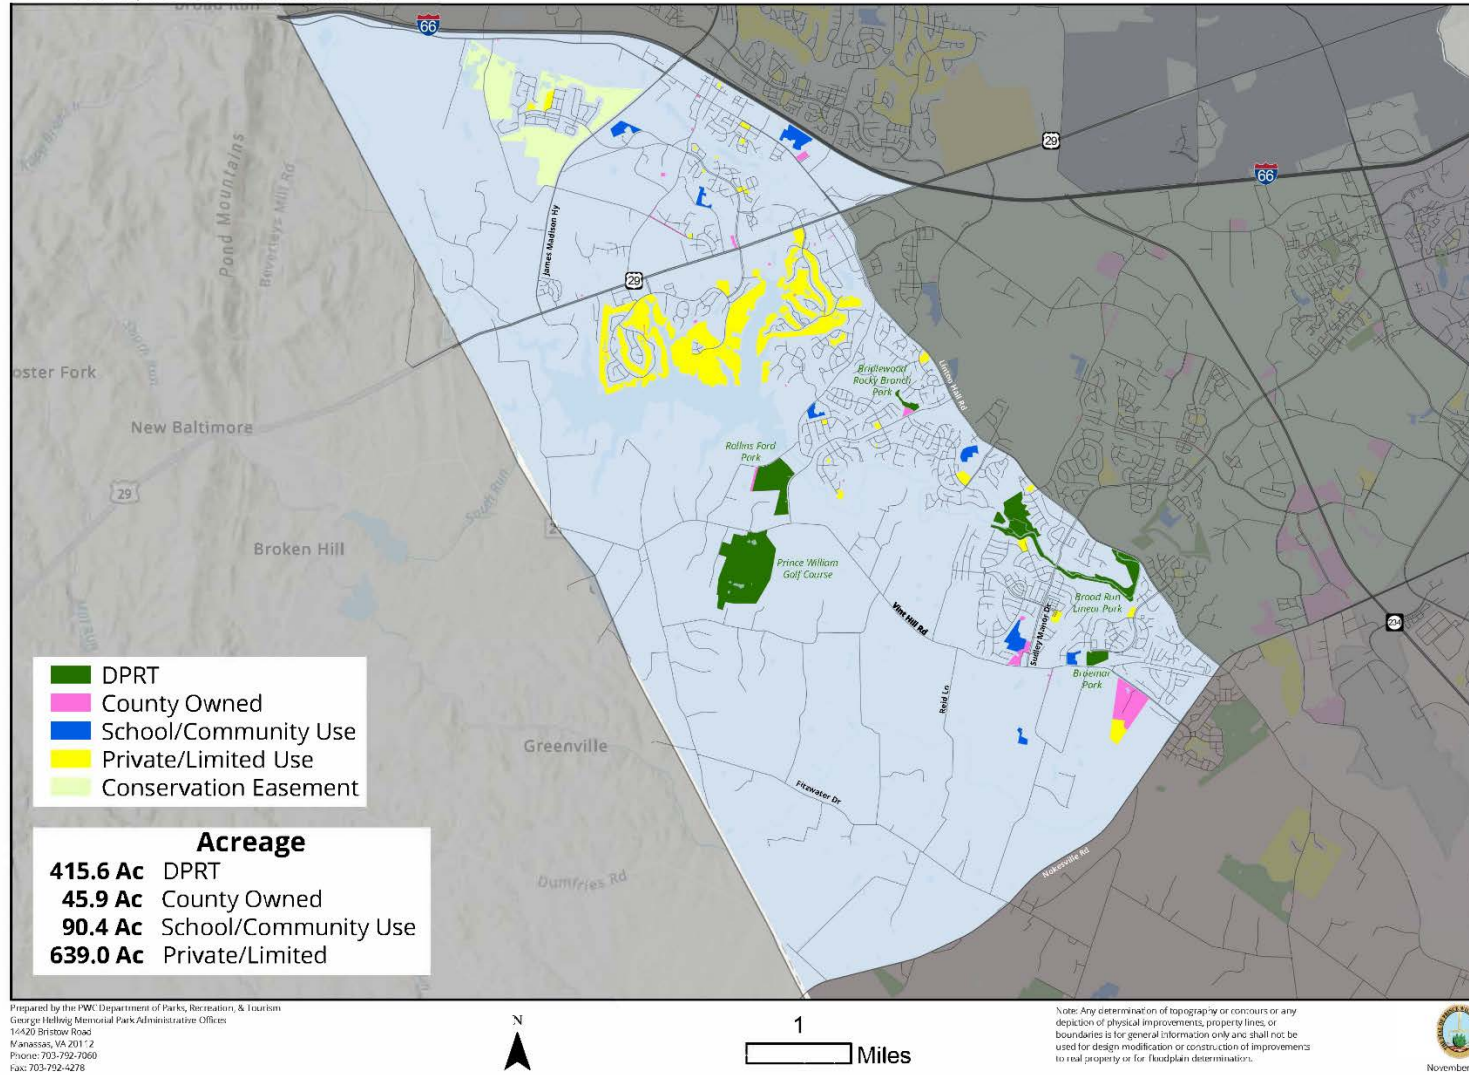 66
29
66
Pond Mountains
Beverleys Mill Rd
James Madison Hy
29
oster Fork
Bridlewood
Rocky Branch
Park
Linton Hall Rd
New Baltimore
Rollins Ford
Park
29
South Run
Broken Hill
Prince William
Golf Course
Broad Run
Linear Park
Vint Hill Rd
Sudley Manor Dr
234
Braemar
Park
Reid Ln
Greenville
Fitzwater Dr
Nokesville Rd
Dumfries Rd
DPRT
County Owned
School/Community Use
Private/Limited Use
Conservation Easement
Acreage
415.6 Ac DPRT
45.9 Ac County Owned
90.4 Ac School/Community Use
639.0 Ac Private/Limited
Prepared by the PWC Department of Parks, Recreation, & Tourism
George Hellwig Memorial Park Administrative Offices
14420 Bristow Road
Manassas, VA 20112
Phone: 703-792-7060
Fax: 703-792-4278
N
1
Miles
Note: Any determination of topography or contours or any
depiction of physical improvements, property lines, or
boundaries is for general information only and shall not be
used for design modification or construction of improvements
to real property or for floodplain determination.
November